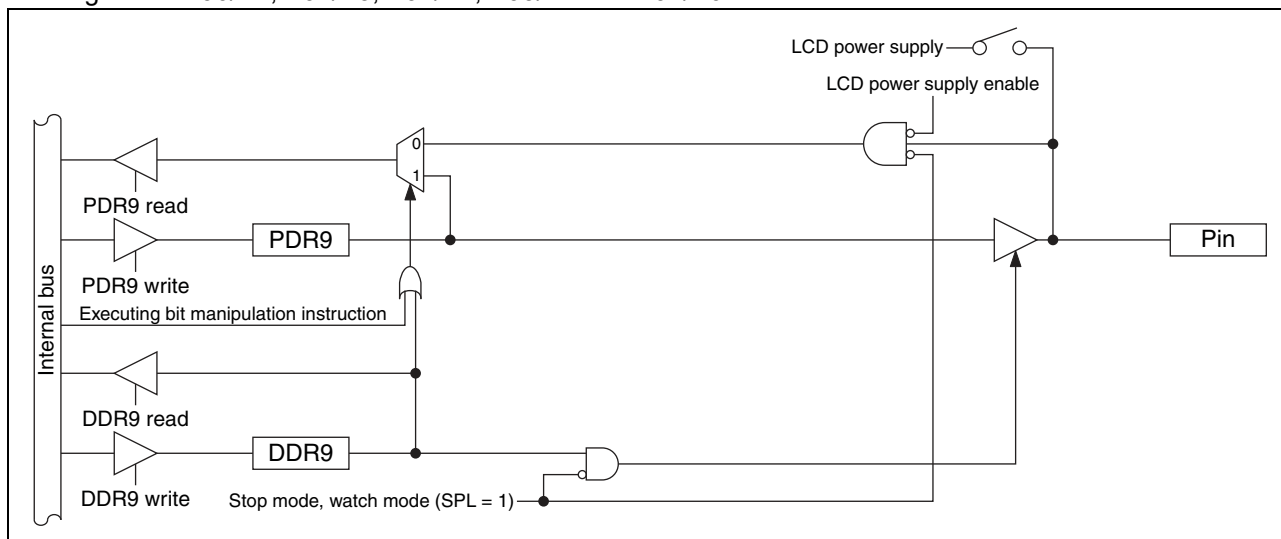 LCD power supply
LCD power supply enable
0
1
PDR9 read
PDR9
Pin
PDR9 write
Executing bit manipulation instruction
Internal bus
DDR9 read
DDR9
DDR9 write
Stop mode, watch mode (SPL = 1)